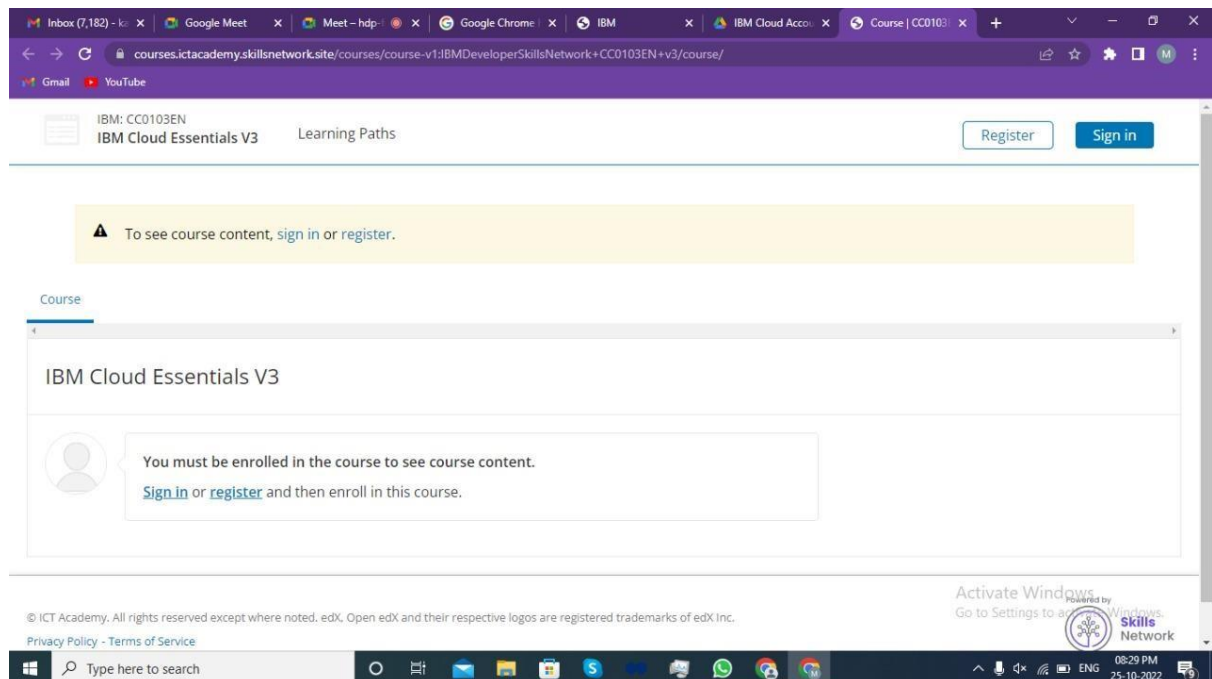 Inbox (7,182) - ka
Google Meet
Meet – hdp-
Google Chrome
IBM
IBM Cloud Accou
Course | CC0103
courses.ictacademy.skillsnetwork.site/courses/course-v1:IBMDeveloperSkillsNetwork+CC0103EN+v3/course/
M
Gmail YouTube
IBM: CC0103EN
IBM Cloud Essentials V3
Learning Paths
Register
Sign in
To see course content, sign in or register.
Course
IBM Cloud Essentials V3
You must be enrolled in the course to see course content.
Sign in or register and then enroll in this course.
Activate Windows
Go to Settings to activate Windows.
Powered by
Skills
Network
© ICT Academy. All rights reserved except where noted. edX, Open edX and their respective logos are registered trademarks of edX Inc.
Privacy Policy - Terms of Service
Type here to search
ENG
08:29 PM
25-10-2022